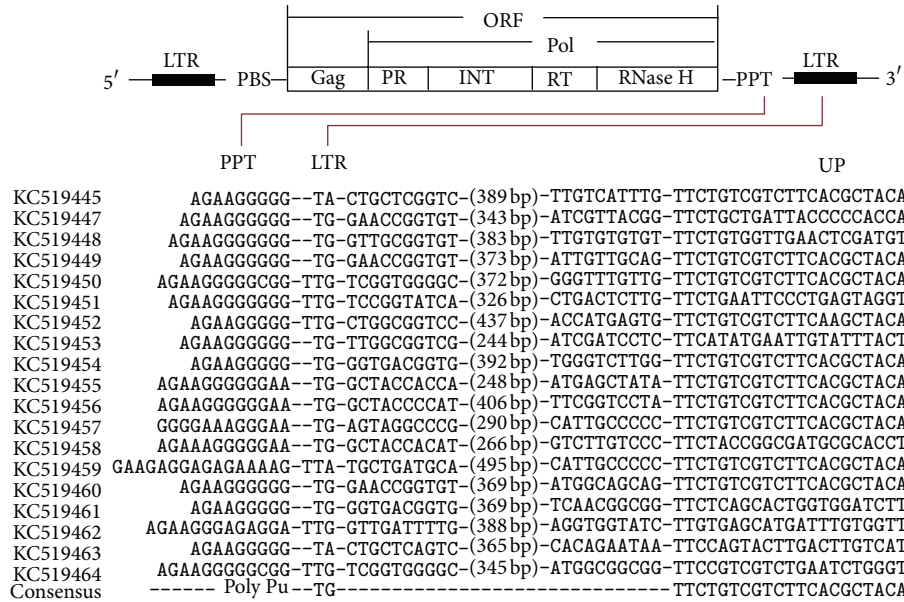 ORF
Pol
5′ LTR PBS Gag PR INT RT RNase H PPT LTR 3′
PPT LTR UP
KC519445 AGAAGGGGG--TA-CTGCTCGGTC-(389 bp)-TTGTCATTTG-TTCTGTCGTCTTCACGCTACA
KC519447 AGAAGGGGGG--TG-GAACCGGTGT-(343 bp)-ATCGTTACGG-TTCTGCTGATTACCCCCACCA
KC519448 AGAAGGGGGGG--TG-GTTGCGGTGT-(383 bp)-TTGTGTGTGT-TTCTGTGGTTGAACTCGATGT
KC519449 AGAAGGGGGG--TG-GAACCGGTGT-(373 bp)-ATTGTTGCAG-TTCTGTCGTCTTCACGCTACA
KC519450 AGAAGGGGGCGG-TTG-TCGGTGGGGC-(372 bp)-GGGTTTGTTG-TTCTGTCGTCTTCACGCTACA
KC519451 AGAAGGGGGGG-TTG-TCCGGTATCA-(326 bp)-CTGACTCTTG-TTCTGAATTCCCTGAGTAGGT
KC519452 AGAAGGGGG-TTG-CTGGCGGTCC-(437 bp)-ACCATGAGTG-TTCTGTCGTCTTCAAGCTACA
KC519453 AGAAGGGGGG--TG-TTGGCGGTCG-(244 bp)-ATCGATCCTC-TTCATATGAATTGTATTTACT
KC519454 AGAAGGGGG--TG-GGTGACGGTG-(392 bp)-TGGGTCTTGG-TTCTGTCGTCTTCACGCTACA
KC519455 AGAAGGGGGGAA--TG-GCTACCACCA-(248 bp)-ATGAGCTATA-TTCTGTCGTCTTCACGCTACA
KC519456 AGAAGGGGGGAA--TG-GCTACCCCAT-(406 bp)-TTCGGTCCTA-TTCTGTCGTCTTCACGCTACA
KC519457 GGGGAAAGGGAA--TG-AGTAGGCCCG-(290 bp)-CATTGCCCCC-TTCTGTCGTCTTCACGCTACA
KC519458 AGAAAGGGGGAA--TG-GCTACCACAT-(266 bp)-GTCTTGTCCC-TTCTACCGGCGATGCGCACCT
KC519459 GAAGAGGAGAGAAAAG-TTA-TGCTGATGCA-(495 bp)-CATTGCCCCC-TTCTGTCGTCTTCACGCTACA
KC519460 AGAAGGGGG--TG-GAACCGGTGT-(369 bp)-ATGGCAGCAG-TTCTGTCGTCTTCACGCTACA
KC519461 AGAAGGGGG--TG-GGTGACGGTG-(369 bp)-TCAACGGCGG-TTCTCAGCACTGGTGGATCTT
KC519462 AGAAGGGAGAGGA-TTG-GTTGATTTTG-(388 bp)-AGGTGGTATC-TTGTGAGCATGATTTGTGGTT
KC519463 AGAAGGGGG--TA-CTGCTCAGTC-(365 bp)-CACAGAATAA-TTCCAGTACTTGACTTGTCAT
KC519464 AGAAGGGGGCGG-TTG-TCGGTGGGGC-(345 bp)-ATGGCGGCGG-TTCCGTCGTCTGAATCTGGGT
Consensus ------ Poly Pu --TG----------------------------------TTCTGTCGTCTTCACGCTACA